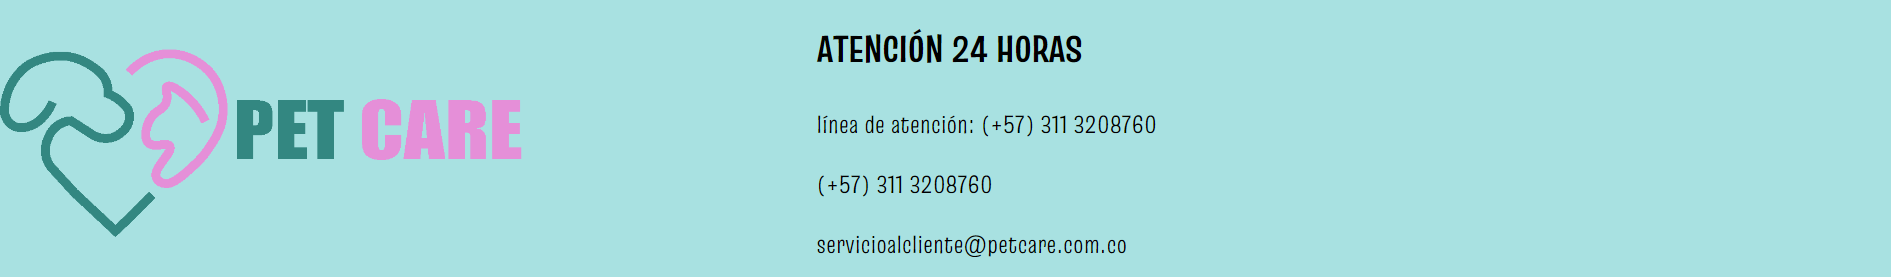 PET CARE
ATENCIÓN 24 HORAS
línea de atención: (+57) 311 3208760
(+57) 311 3208760
servicioalcliente@petcare.com.co